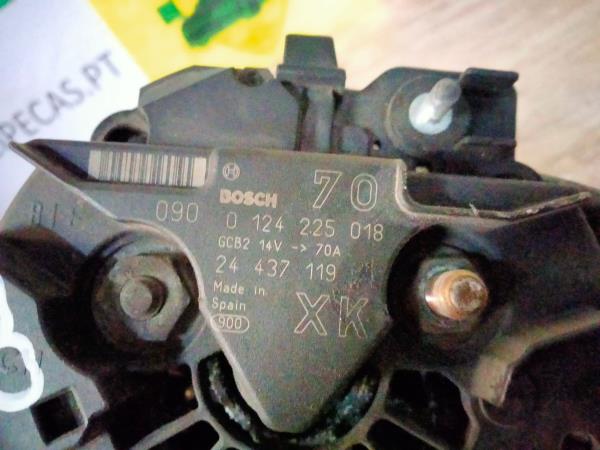 PECAS.PT
BOSCH
70
090 0 124 225 018
GCB2 14V -> 70A
24 437 119
Made in
Spain
XK
900